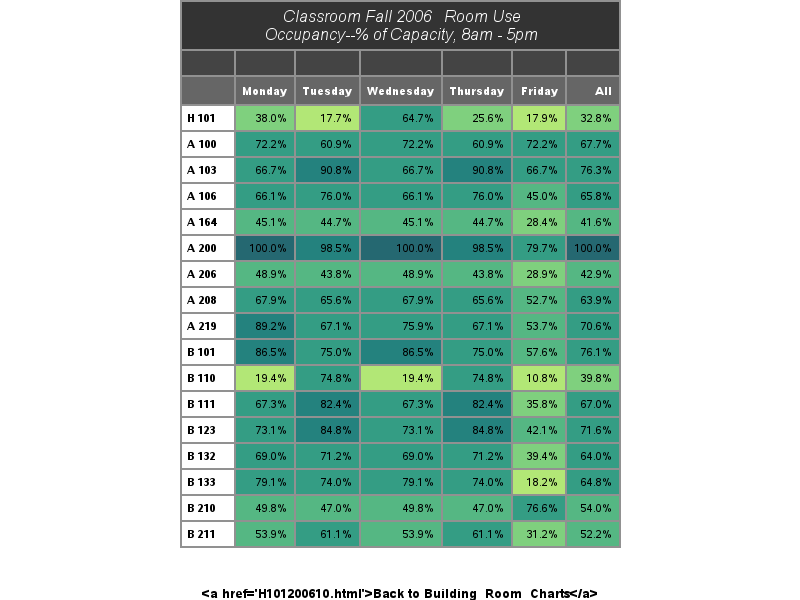 Classroom Fall 2006 Room Use
Occupancy--% of Capacity, 8am - 5pm
Monday Tuesday Wednesday Thursday Friday All
H 101 38.0% 17.7% 64.7% 25.6% 17.9% 32.8%
A 100 72.2% 60.9% 72.2% 60.9% 72.2% 67.7%
A 103 66.7% 90.8% 66.7% 90.8% 66.7% 76.3%
A 106 66.1% 76.0% 66.1% 76.0% 45.0% 65.8%
A 164 45.1% 44.7% 45.1% 44.7% 28.4% 41.6%
A 200 100.0% 98.5% 100.0% 98.5% 79.7% 100.0%
A 206 48.9% 43.8% 48.9% 43.8% 28.9% 42.9%
A 208 67.9% 65.6% 67.9% 65.6% 52.7% 63.9%
A 219 89.2% 67.1% 75.9% 67.1% 53.7% 70.6%
B 101 86.5% 75.0% 86.5% 75.0% 57.6% 76.1%
B 110 19.4% 74.8% 19.4% 74.8% 10.8% 39.8%
B 111 67.3% 82.4% 67.3% 82.4% 35.8% 67.0%
B 123 73.1% 84.8% 73.1% 84.8% 42.1% 71.6%
B 132 69.0% 71.2% 69.0% 71.2% 39.4% 64.0%
B 133 79.1% 74.0% 79.1% 74.0% 18.2% 64.8%
B 210 49.8% 47.0% 49.8% 47.0% 76.6% 54.0%
B 211 53.9% 61.1% 53.9% 61.1% 31.2% 52.2%
<a href='H101200610.html'>Back to Building_Room_Charts</a>